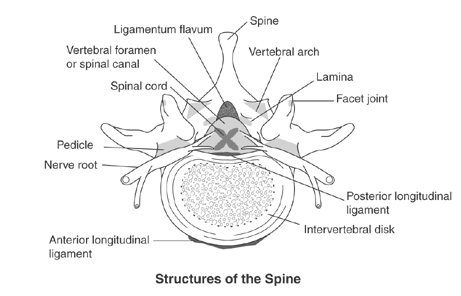 Spine
Ligamentum flavum
Vertebral foramen
or spinal canal
Vertebral arch
Spinal cord
Lamina
Facet joint
Pedicle
Nerve root
Posterior longitudinal
ligament
Intervertebral disk
Anterior longitudinal
ligament
Structures of the Spine